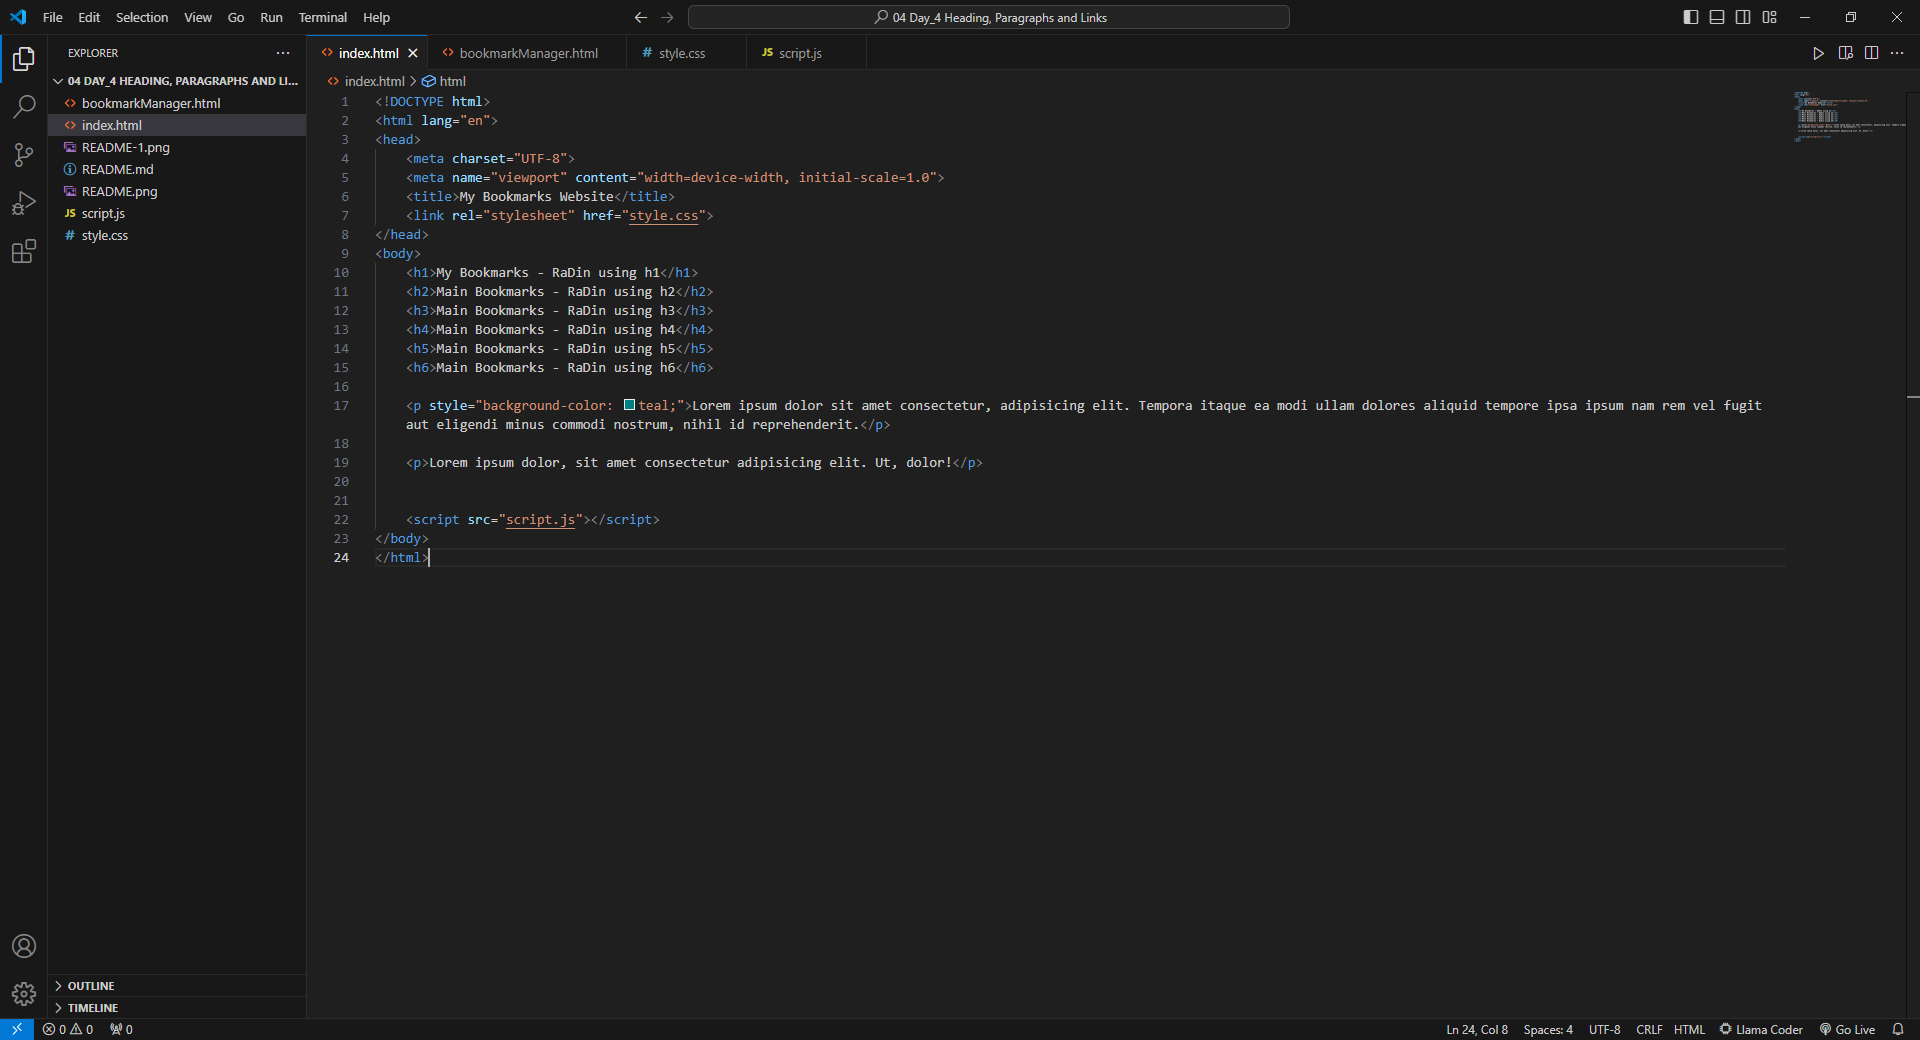 File Edit Selection View Go Run Terminal Help
04 Day_4 Heading, Paragraphs and Links
EXPLORER
04 DAY_4 HEADING, PARAGRAPHS AND LI...
bookmarkManager.html
index.html
README-1.png
README.md
README.png
JS script.js
# style.css
OUTLINE
TIMELINE
index.html bookmarkManager.html # style.css JS script.js
index.html > html
1 <!DOCTYPE html>
2 <html lang="en">
3 <head>
4 <meta charset="UTF-8">
5 <meta name="viewport" content="width=device-width, initial-scale=1.0">
6 <title>My Bookmarks Website</title>
7 <link rel="stylesheet" href="style.css">
8 </head>
9 <body>
10 <h1>My Bookmarks - RaDin using h1</h1>
11 <h2>Main Bookmarks - RaDin using h2</h2>
12 <h3>Main Bookmarks - RaDin using h3</h3>
13 <h4>Main Bookmarks - RaDin using h4</h4>
14 <h5>Main Bookmarks - RaDin using h5</h5>
15 <h6>Main Bookmarks - RaDin using h6</h6>
16
17 <p style="background-color: teal;">Lorem ipsum dolor sit amet consectetur, adipisicing elit. Tempora itaque ea modi ullam dolores aliquid tempore ipsa ipsum nam rem vel fugit
aut eligendi minus commodi nostrum, nihil id reprehenderit.</p>
18
19 <p>Lorem ipsum dolor, sit amet consectetur adipisicing elit. Ut, dolor!</p>
20
21
22 <script src="script.js"></script>
23 </body>
24 </html>
0 0 0
Ln 24, Col 8 Spaces: 4 UTF-8 CRLF HTML Llama Coder Go Live